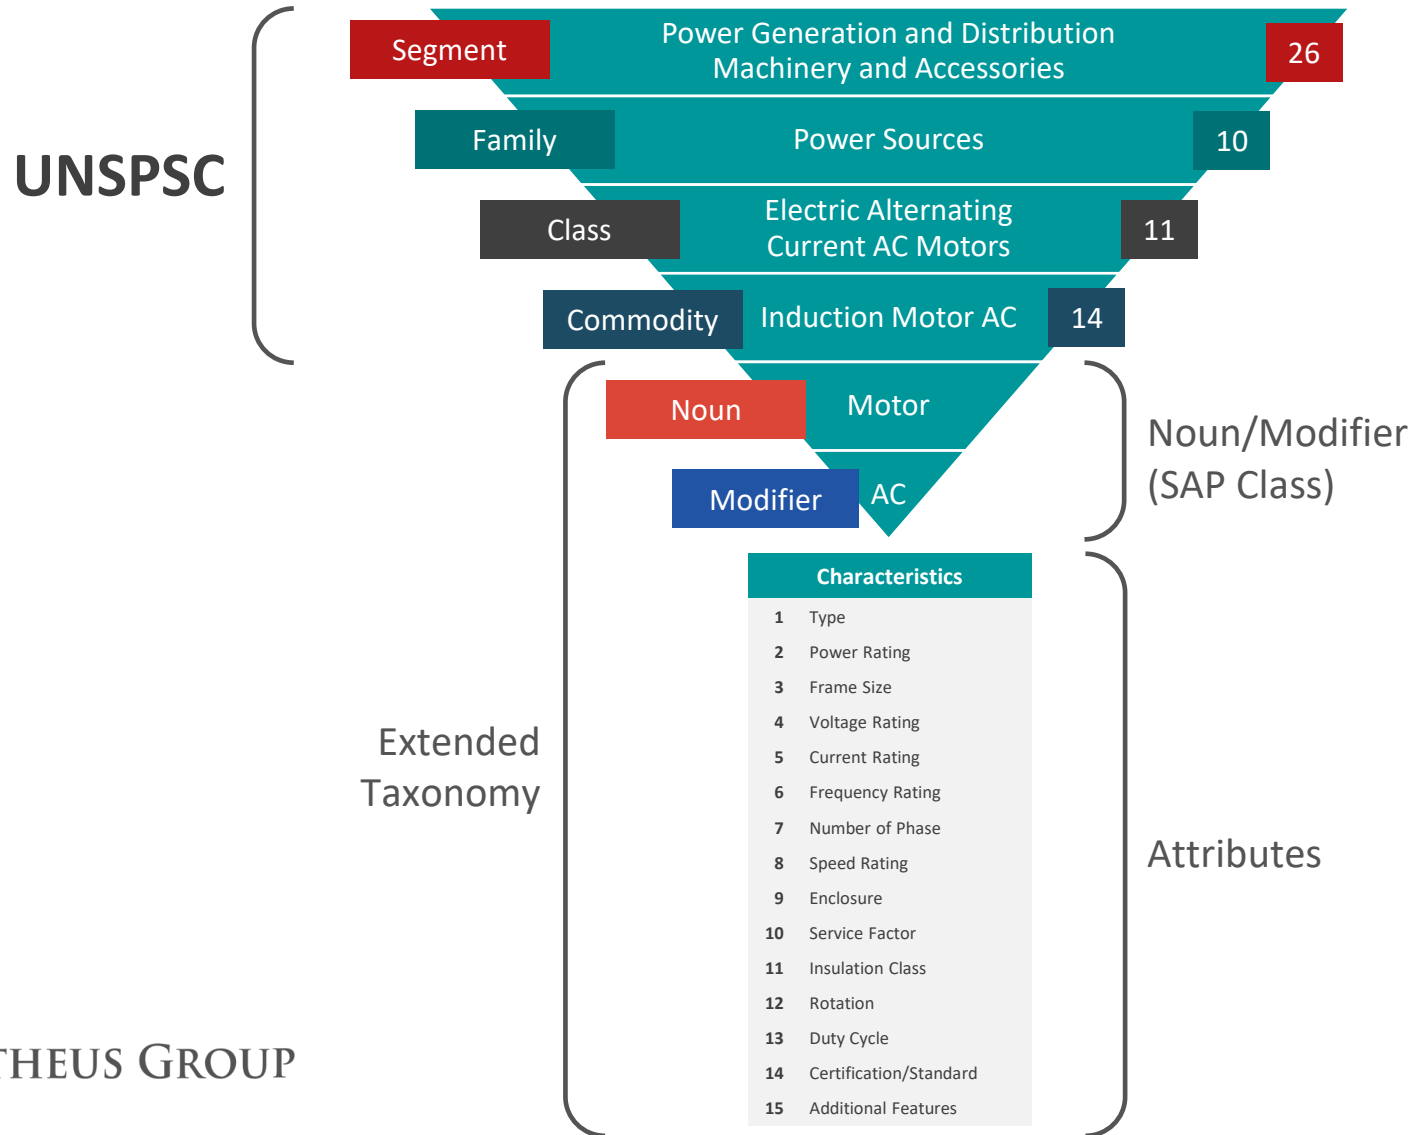 Segment
Power Generation and Distribution
Machinery and Accessories
26
Family
Power Sources
10
UNSPSC
Class
Electric Alternating
Current AC Motors
11
Commodity
Induction Motor AC
14
Noun
Motor
Noun/Modifier
(SAP Class)
Modifier
AC
Characteristics
1 Type
2 Power Rating
3 Frame Size
4 Voltage Rating
5 Current Rating
6 Frequency Rating
7 Number of Phase
8 Speed Rating
9 Enclosure
10 Service Factor
11 Insulation Class
12 Rotation
13 Duty Cycle
14 Certification/Standard
15 Additional Features
Extended
Taxonomy
Attributes
THEUS GROUP